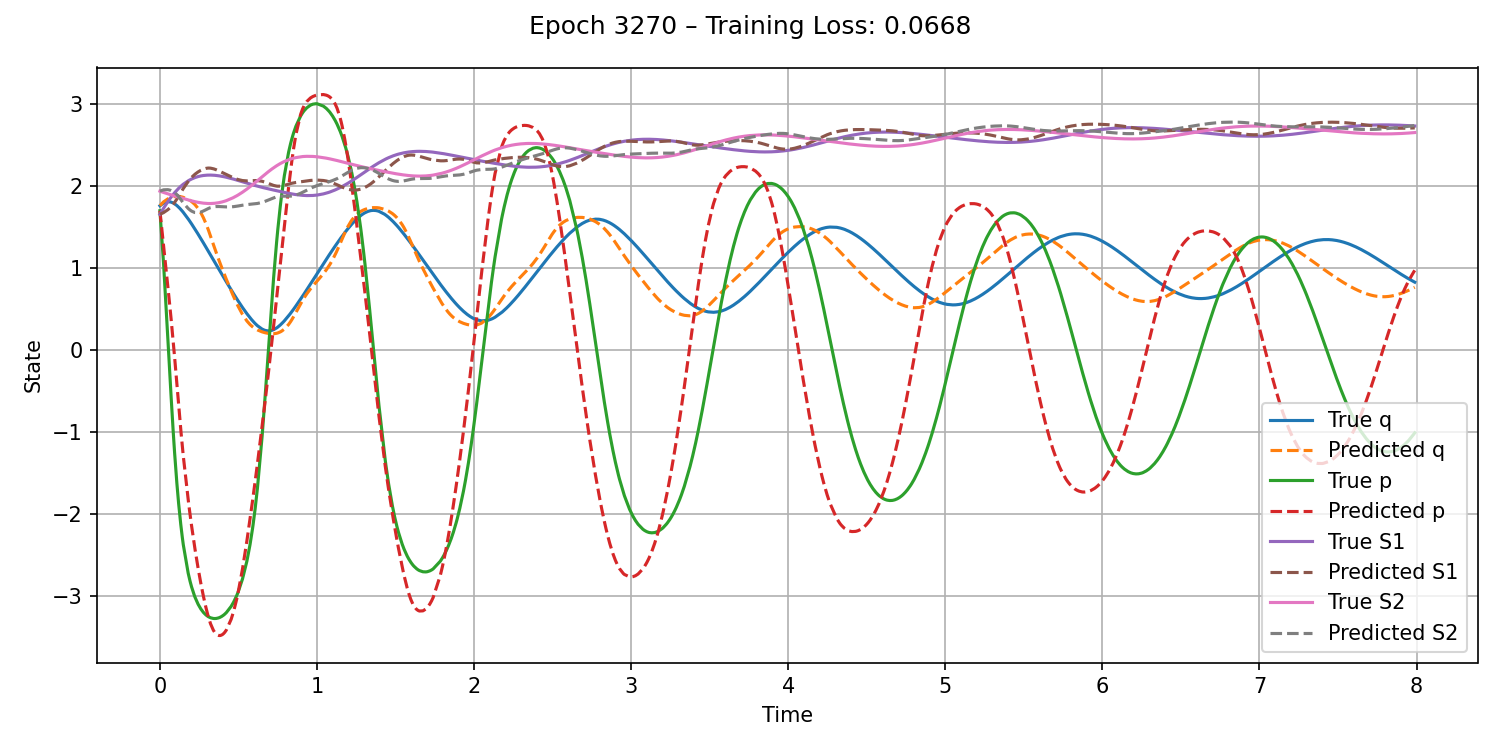 Epoch 3270 – Training Loss: 0.0668
State
3
2
1
0
−1
−2
−3
0 1 2 3 4 5 6 7 8
Time
True q
Predicted q
True p
Predicted p
True S1
Predicted S1
True S2
Predicted S2